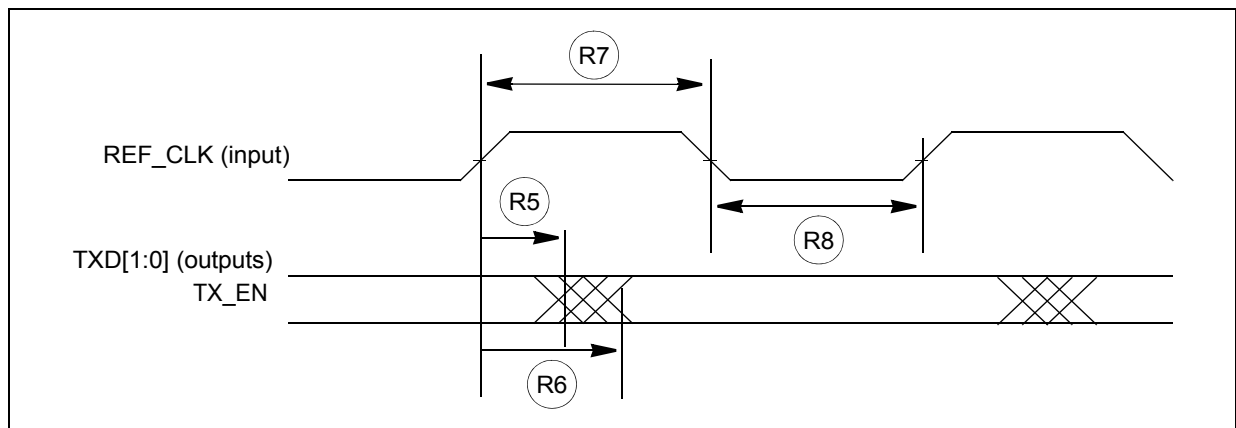 R7
REF_CLK (input)
R5
R8
TXD[1:0] (outputs)
TX_EN
R6